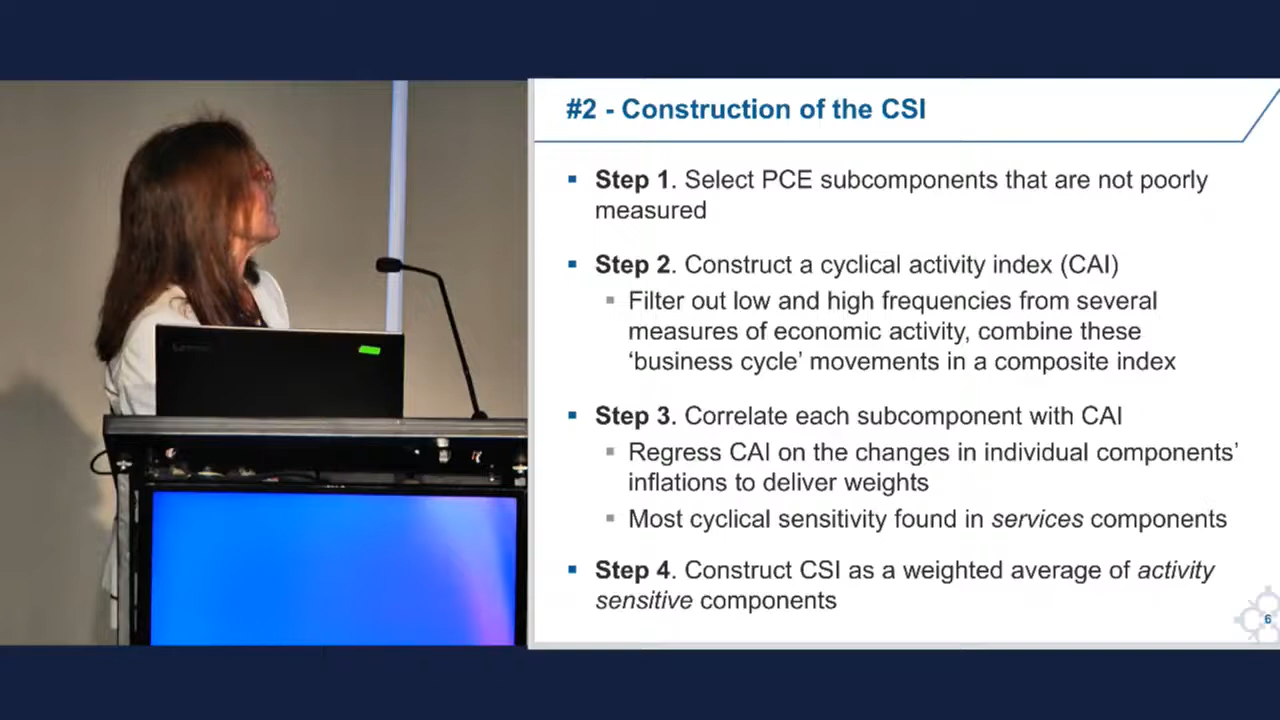 #2 - Construction of the CSI
▪ Step 1. Select PCE subcomponents that are not poorly
measured
▪ Step 2. Construct a cyclical activity index (CAI)
▪ Filter out low and high frequencies from several
measures of economic activity, combine these
‘business cycle’ movements in a composite index
▪ Step 3. Correlate each subcomponent with CAI
▪ Regress CAI on the changes in individual components’
inflations to deliver weights
▪ Most cyclical sensitivity found in services components
▪ Step 4. Construct CSI as a weighted average of activity
sensitive components
6